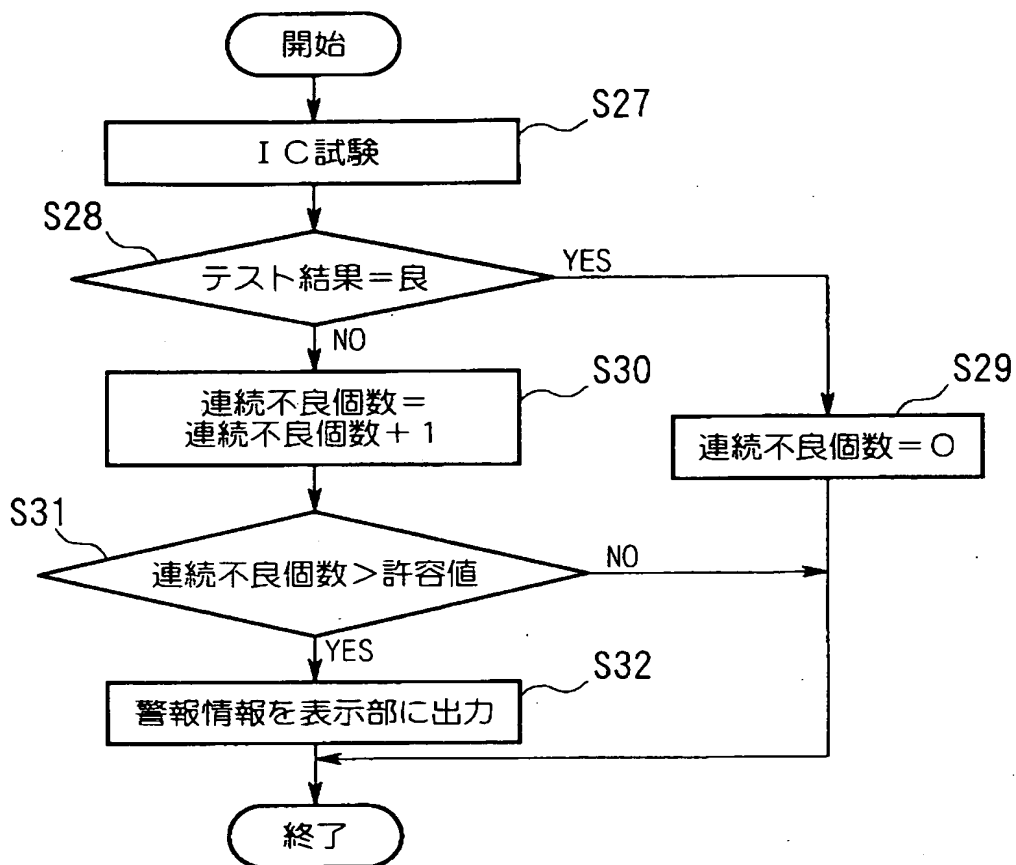 開始
S27
IC試験
S28
テスト結果=良
YES
NO
S30
連続不良個数=
連続不良個数+1
S29
連続不良個数=0
S31
連続不良個数>許容値
NO
YES
S32
警報情報を表示部に出力
終了